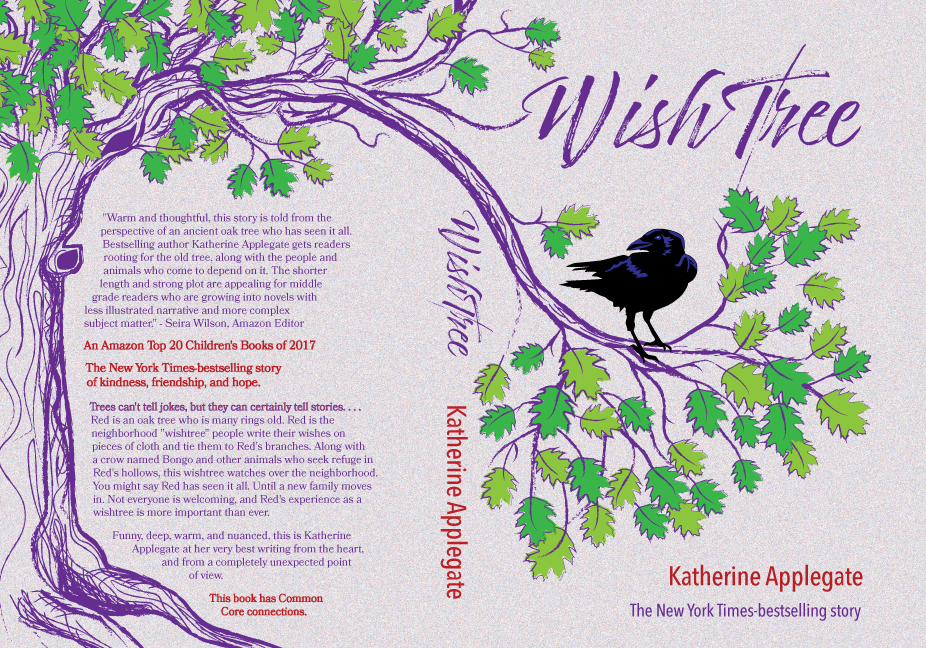 "Warm and thoughtful, this story is told from the
perspective of an ancient oak tree who has seen it all.
Bestselling author Katherine Applegate gets readers
rooting for the old tree, along with the people and
animals who come to depend on it. The shorter
length and strong plot are appealing for middle
grade readers who are growing into novels with
less illustrated narrative and more complex
subject matter." - Seira Wilson, Amazon Editor
An Amazon Top 20 Children's Books of 2017
The New York Times-bestselling story
of kindness, friendship, and hope.
Trees can't tell jokes, but they can certainly tell stories. . . .
Red is an oak tree who is many rings old. Red is the
neighborhood "wishtree" people write their wishes on
pieces of cloth and tie them to Red's branches. Along with
a crow named Bongo and other animals who seek refuge in
Red's hollows, this wishtree watches over the neighborhood.
You might say Red has seen it all. Until a new family moves
in. Not everyone is welcoming, and Red's experience as a
wishtree is more important than ever.
Funny, deep, warm, and nuanced, this is Katherine
Applegate at her very best writing from the heart,
and from a completely unexpected point
of view.
This book has Common
Core connections.
Wish Tree
Katherine Applegate
Wish Tree
Katherine Applegate
The New York Times-bestselling story